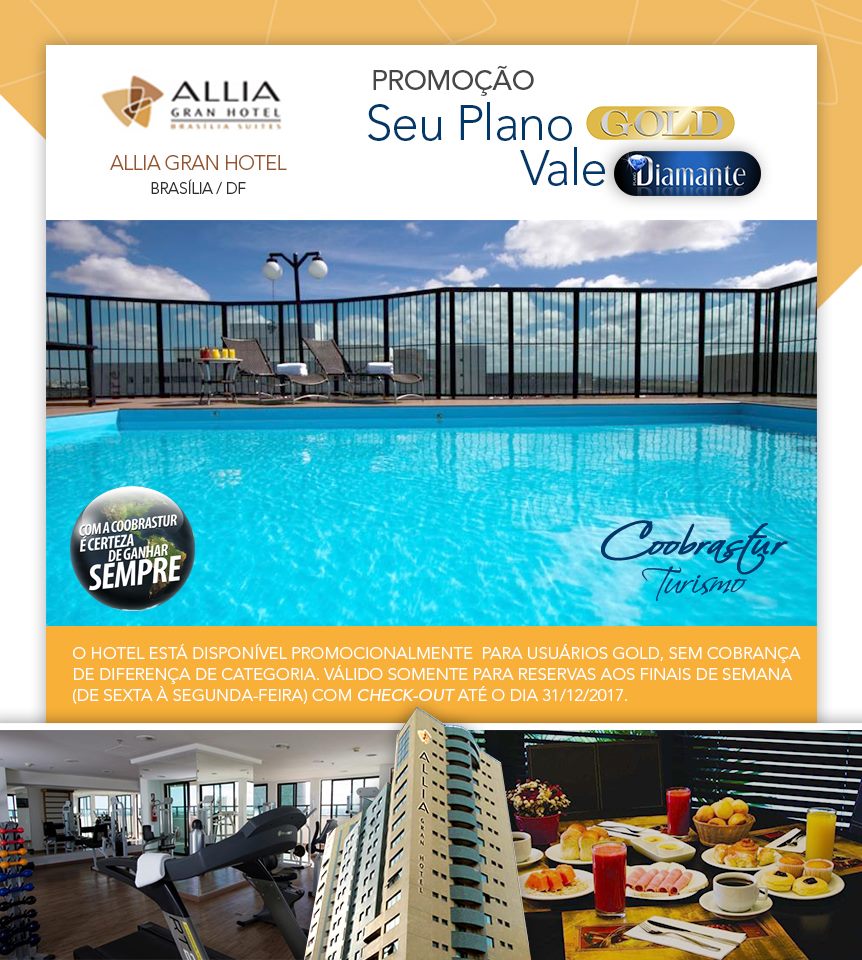 ALLIA
GRAN HOTEL
BRASÍLIA SUITES
ALLIA GRAN HOTEL
BRASÍLIA / DF
PROMOÇÃO
Seu Plano GOLD
Vale Diamante
COM A COOBRASTUR
É CERTEZA
DE GANHAR
SEMPRE
Coobrastur
Turismo
O HOTEL ESTÁ DISPONÍVEL PROMOCIONALMENTE PARA USUÁRIOS GOLD, SEM COBRANÇA
DE DIFERENÇA DE CATEGORIA. VÁLIDO SOMENTE PARA RESERVAS AOS FINAIS DE SEMANA
(DE SEXTA À SEGUNDA-FEIRA) COM CHECK-OUT ATÉ O DIA 31/12/2017.
ALLIA GRAN HOTEL